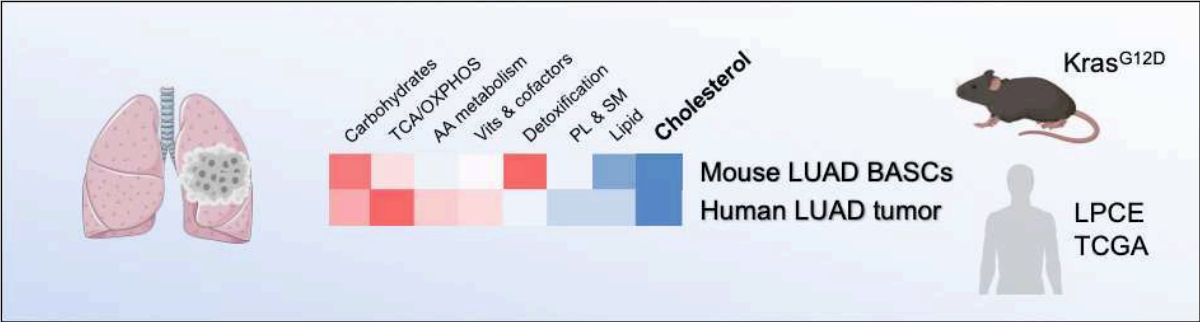 Carbohydrates
TCA/OXPHOS
AA metabolism
Vits & cofactors
Detoxification
PL & SM
Lipid
Cholesterol
Kras^G12D
Mouse LUAD BASCs
Human LUAD tumor
LPCE
TCGA